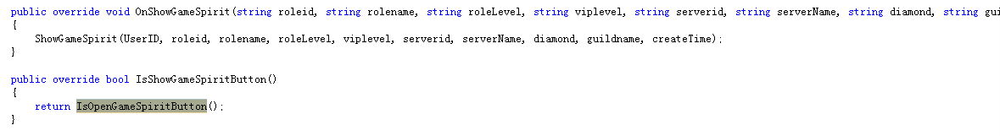 public override void OnShowGameSpirit(string roleid, string rolename, string roleLevel, string viplevel, string serverid, string serverName, string diamond, string gui
{
ShowGameSpirit(UserID, roleid, rolename, roleLevel, viplevel, serverid, serverName, diamond, guildname, createTime);
}
public override bool IsShowGameSpiritButton()
{
return IsOpenGameSpiritButton();
}